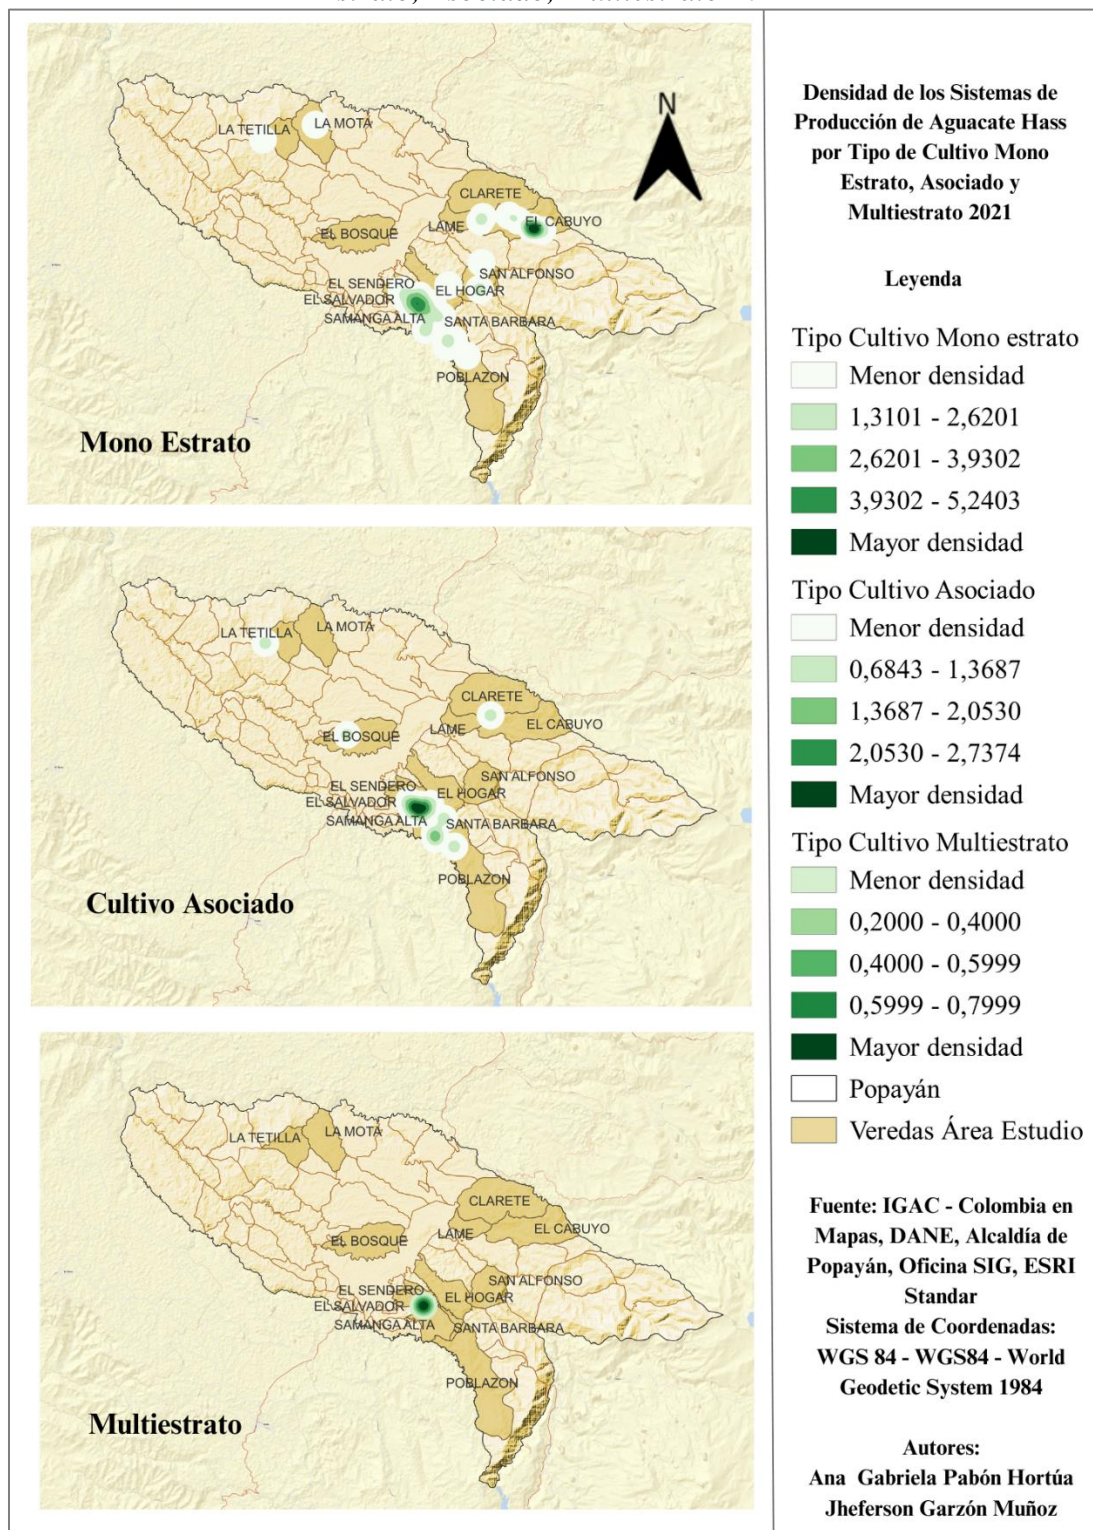 LA TETILLA
LA MOTA
N
CLARETE
LAME
EL CABUYO
EL BOSQUE
SAN ALFONSO
EL SENDERO
EL HOGAR
EL SALVADOR
SAMANGA ALTA
SANTA BARBARA
POBLAZON
Mono Estrato
LA TETILLA
LA MOTA
CLARETE
LAME
EL CABUYO
EL BOSQUE
SAN ALFONSO
EL SENDERO
EL HOGAR
EL SALVADOR
SAMANGA ALTA
SANTA BARBARA
POBLAZON
Cultivo Asociado
LA TETILLA
LA MOTA
CLARETE
LAME
EL CABUYO
EL BOSQUE
SAN ALFONSO
EL SENDERO
EL HOGAR
EL SALVADOR
SAMANGA ALTA
SANTA BARBARA
POBLAZON
Multiestrato
Densidad de los Sistemas de
Producción de Aguacate Hass
por Tipo de Cultivo Mono
Estrato, Asociado y
Multiestrato 2021
Leyenda
Tipo Cultivo Mono estrato
Menor densidad
1,3101 - 2,6201
2,6201 - 3,9302
3,9302 - 5,2403
Mayor densidad
Tipo Cultivo Asociado
Menor densidad
0,6843 - 1,3687
1,3687 - 2,0530
2,0530 - 2,7374
Mayor densidad
Tipo Cultivo Multiestrato
Menor densidad
0,2000 - 0,4000
0,4000 - 0,5999
0,5999 - 0,7999
Mayor densidad
Popayán
Veredas Área Estudio
Fuente: IGAC - Colombia en
Mapas, DANE, Alcaldía de
Popayán, Oficina SIG, ESRI
Standar
Sistema de Coordenadas:
WGS 84 - WGS84 - World
Geodetic System 1984
Autores:
Ana Gabriela Pabón Hortúa
Jheferson Garzón Muñoz